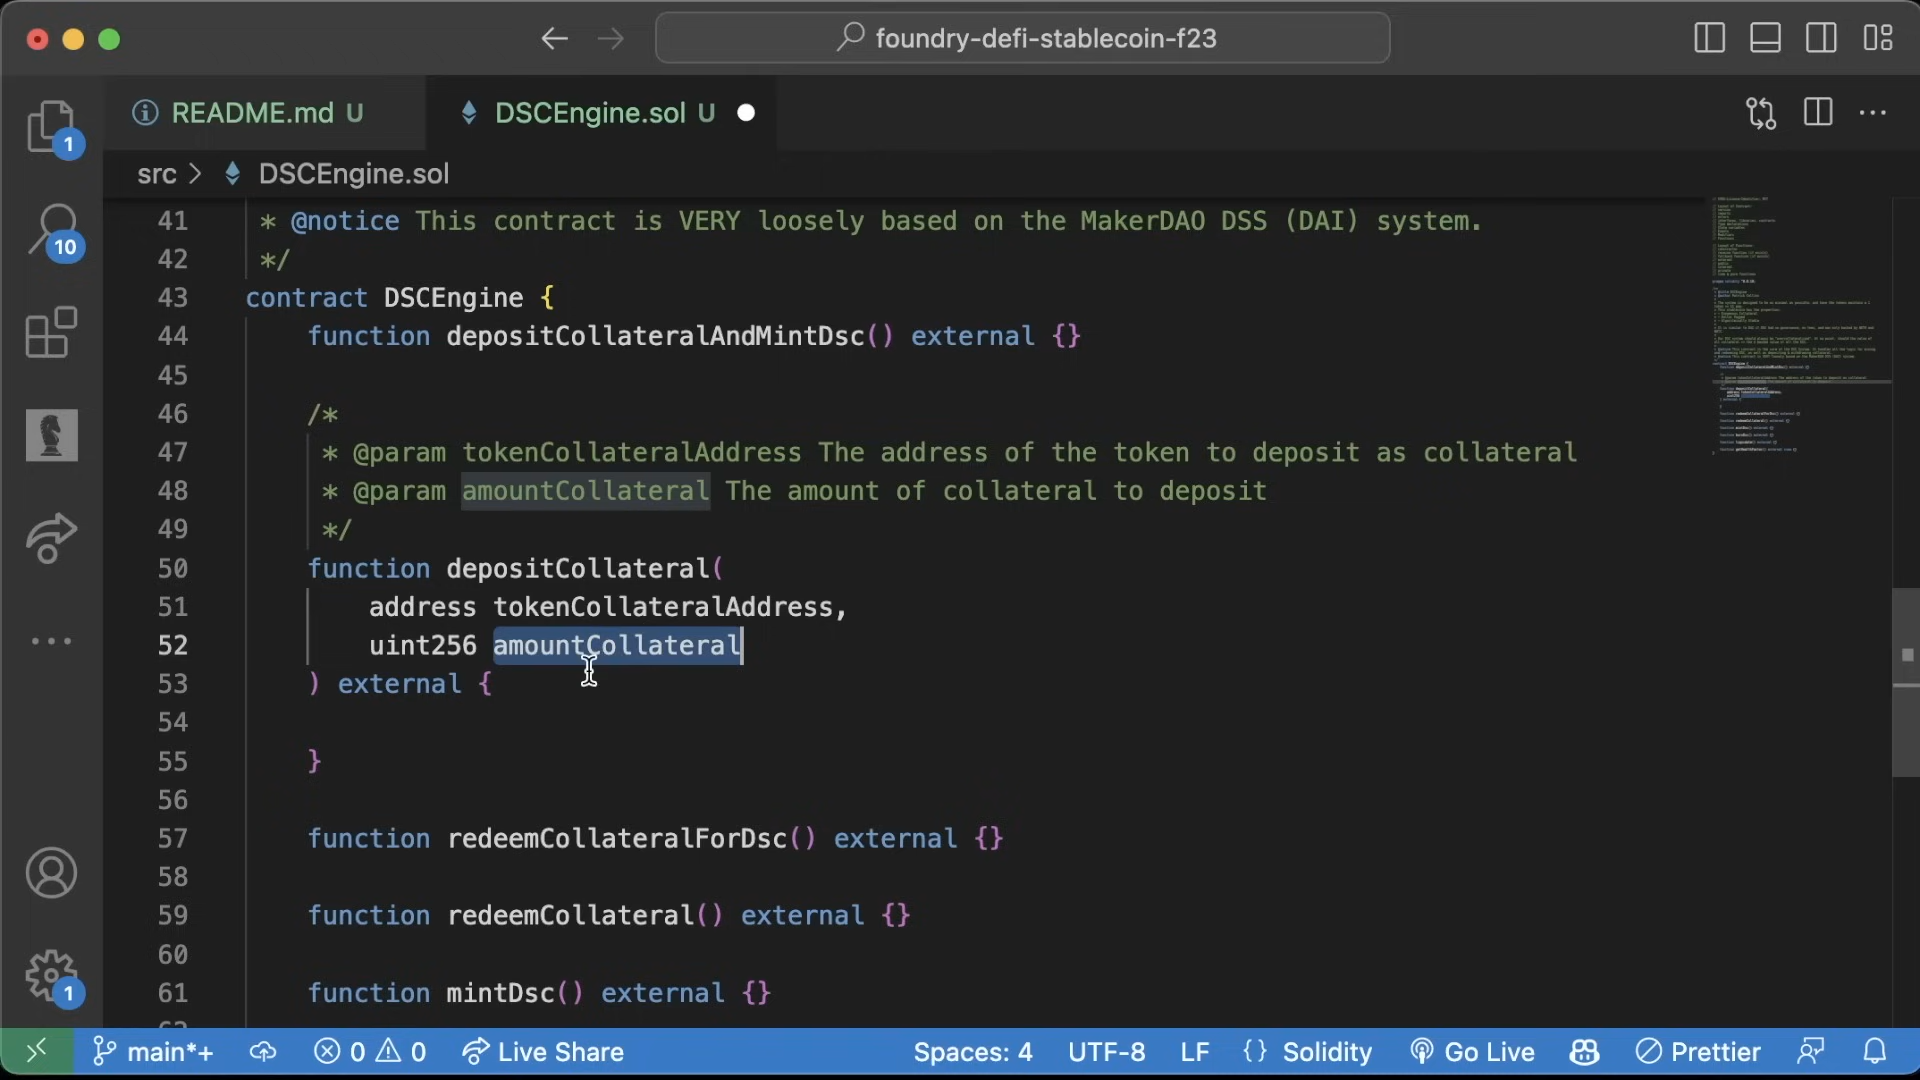 foundry-defi-stablecoin-f23
README.md U
DSCEngine.sol U
src > DSCEngine.sol
1
10
1
41 * @notice This contract is VERY loosely based on the MakerDAO DSS (DAI) system.
42 */
43 contract DSCEngine {
44 function depositCollateralAndMintDsc() external {}
45
46 /*
47 * @param tokenCollateralAddress The address of the token to deposit as collateral
48 * @param amountCollateral The amount of collateral to deposit
49 */
50 function depositCollateral(
51 address tokenCollateralAddress,
52 uint256 amountCollateral
53 ) external {
54
55 }
56
57 function redeemCollateralForDsc() external {}
58
59 function redeemCollateral() external {}
60
61 function mintDsc() external {}
main*+ 0 0 Live Share Spaces: 4 UTF-8 LF {} Solidity Go Live Prettier